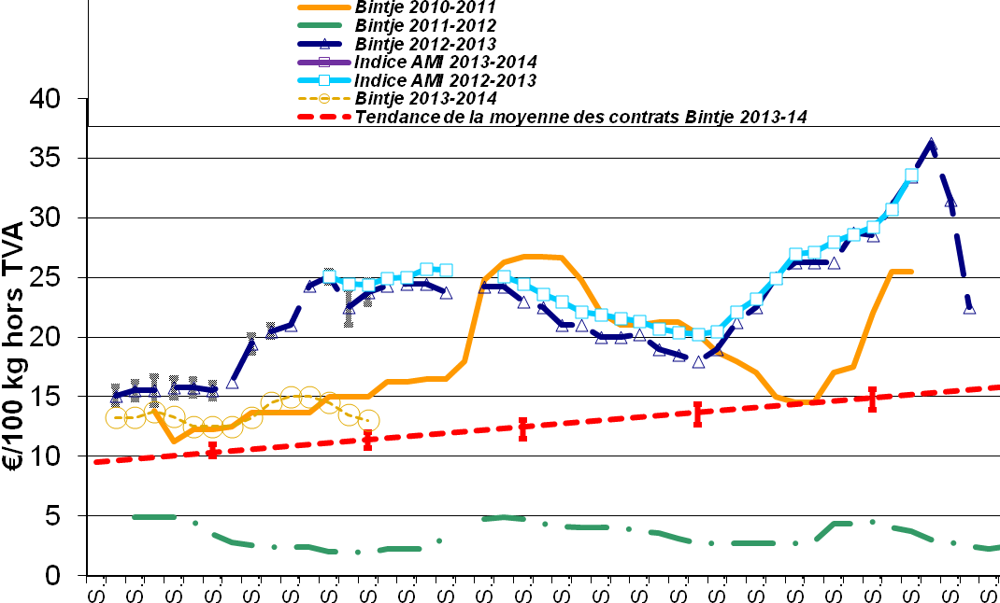 Bintje 2010-2011
Bintje 2011-2012
Bintje 2012-2013
Indice AMI 2013-2014
Indice AMI 2012-2013
Bintje 2013-2014
Tendance de la moyenne des contrats Bintje 2013-14
€/100 kg hors TVA
40
35
30
25
20
15
10
5
0
S. S. S. S. S. S. S. S. S. S. S. S. S. S. S. S. S. S. S. S. S. S. S. S.